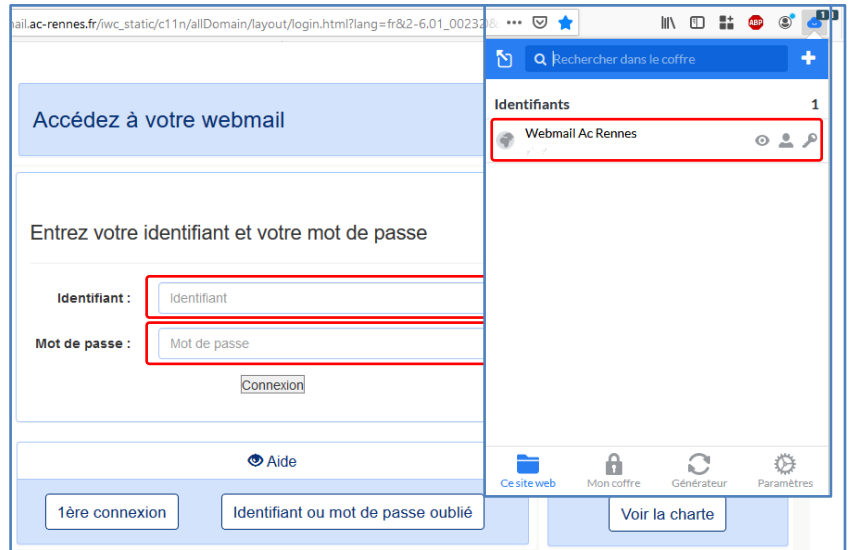 ail.ac-rennes.fr/iwc_static/c11n/allDomain/layout/login.html?lang=fr&2-6.01_00232
1
ABP
Rechercher dans le coffre
Identifiants 1
Webmail Ac Rennes
Accédez à votre webmail
Entrez votre identifiant et votre mot de passe
Identifiant : Identifiant
Mot de passe : Mot de passe
Connexion
Ce site web Mon coffre Générateur Paramètres
Aide
1ère connexion Identifiant ou mot de passe oublié Voir la charte